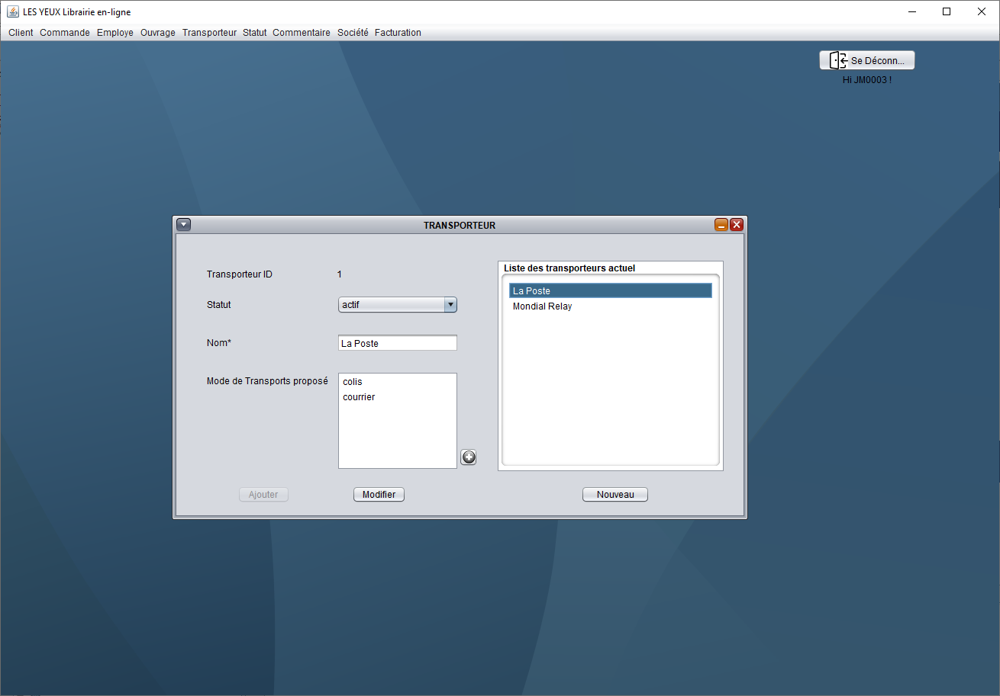 LES YEUX Librairie en-ligne
Client Commande Employe Ouvrage Transporteur Statut Commentaire Société Facturation
Se Déconn...
Hi JM0003 !
TRANSPORTEUR
Transporteur ID 1
Statut actif
Nom* La Poste
Mode de Transports proposé colis
courrier
Ajouter Modifier
Liste des transporteurs actuel
La Poste
Mondial Relay
Nouveau